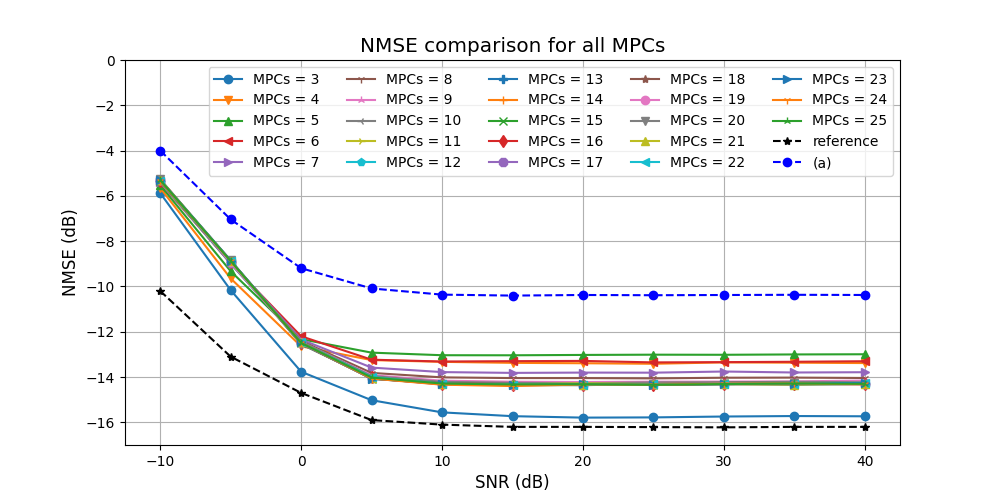 NMSE comparison for all MPCs
0
−2
−4
−6
−8
−10
−12
−14
−16
NMSE (dB)
MPCs = 3
MPCs = 4
MPCs = 5
MPCs = 6
MPCs = 7
MPCs = 8
MPCs = 9
MPCs = 10
MPCs = 11
MPCs = 12
MPCs = 13
MPCs = 14
MPCs = 15
MPCs = 16
MPCs = 17
MPCs = 18
MPCs = 19
MPCs = 20
MPCs = 21
MPCs = 22
MPCs = 23
MPCs = 24
MPCs = 25
reference
(a)
−10 0 10 20 30 40
SNR (dB)